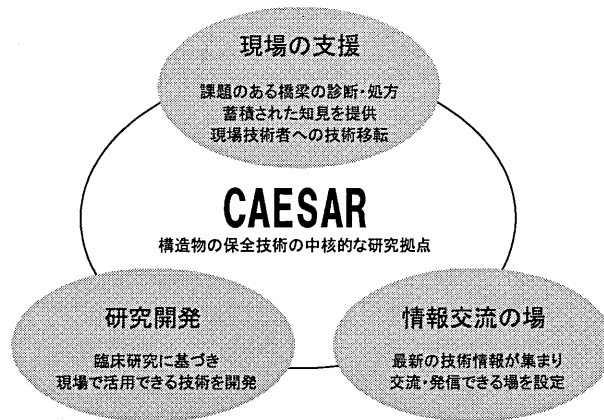 現場の支援
課題のある橋梁の診断・処方
蓄積された知見を提供
現場技術者への技術移転
CAESAR
構造物の保全技術の中核的な研究拠点
研究開発
臨床研究に基づき
現場で活用できる技術を開発
情報交流の場
最新の技術情報が集まり
交流・発信できる場を設定